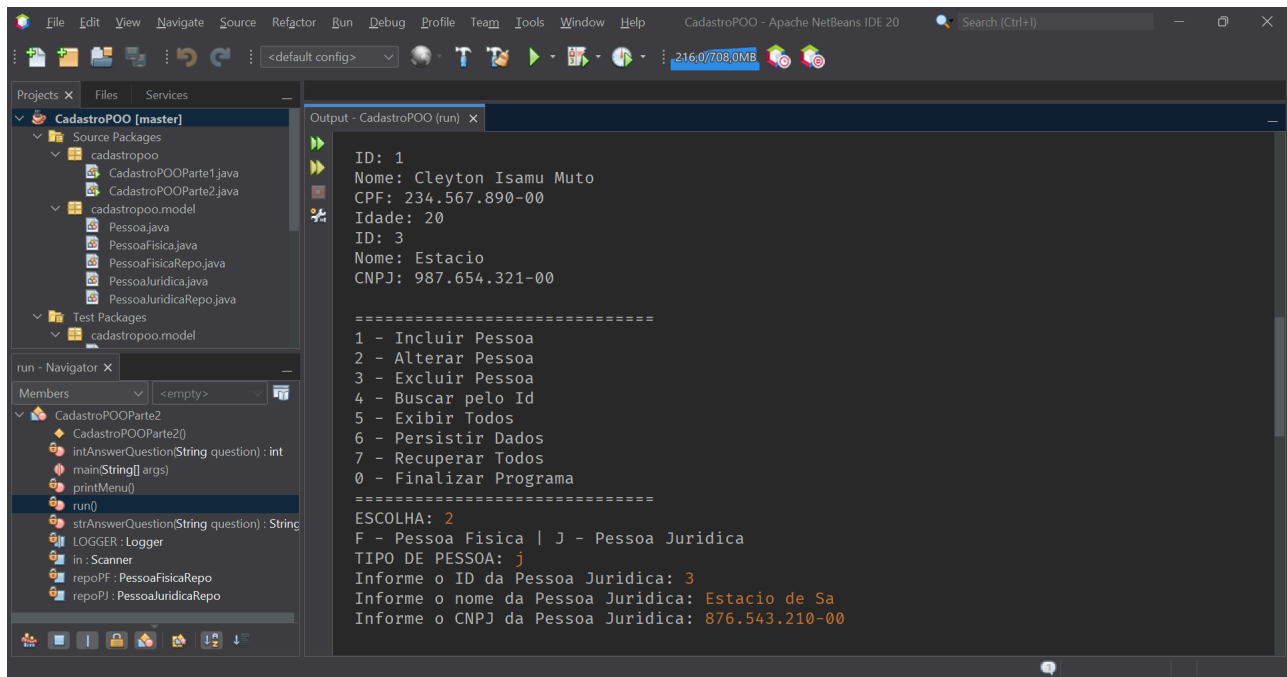 File Edit View Navigate Source Refactor Run Debug Profile Team Tools Window Help CadastroPOO - Apache NetBeans IDE 20 Search (Ctrl+I)
<default config> 216,0/708,0MB
Projects Files Services
CadastroPOO [master]
Source Packages
cadastropoo
CadastroPOOParte1.java
CadastroPOOParte2.java
cadastropoo.model
Pessoa.java
PessoaFisica.java
PessoaFisicaRepo.java
PessoaJuridica.java
PessoaJuridicaRepo.java
Test Packages
cadastropoo.model
run - Navigator
Members <empty>
CadastroPOOParte2
CadastroPOOParte2()
intAnswerQuestion(String question) : int
main(String[] args)
printMenu()
run()
strAnswerQuestion(String question) : String
LOGGER : Logger
in : Scanner
repoPF : PessoaFisicaRepo
repoPJ : PessoaJuridicaRepo
Output - CadastroPOO (run)
ID: 1
Nome: Cleyton Isamu Muto
CPF: 234.567.890-00
Idade: 20
ID: 3
Nome: Estacio
CNPJ: 987.654.321-00
==============================
1 - Incluir Pessoa
2 - Alterar Pessoa
3 - Excluir Pessoa
4 - Buscar pelo Id
5 - Exibir Todos
6 - Persistir Dados
7 - Recuperar Todos
0 - Finalizar Programa
==============================
ESCOLHA: 2
F - Pessoa Fisica | J - Pessoa Juridica
TIPO DE PESSOA: j
Informe o ID da Pessoa Juridica: 3
Informe o nome da Pessoa Juridica: Estacio de Sa
Informe o CNPJ da Pessoa Juridica: 876.543.210-00